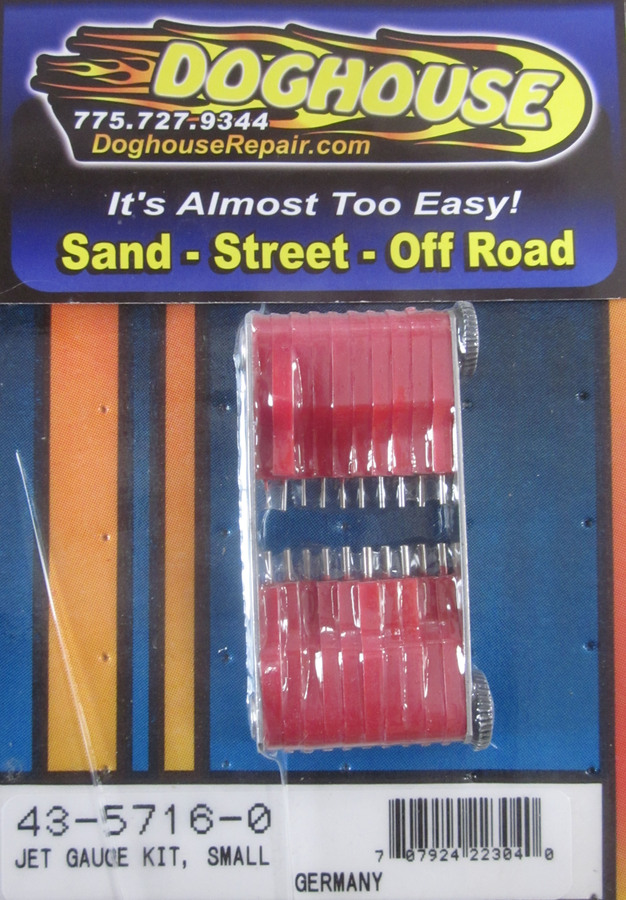 DOGHOUSE
775.727.9344
DoghouseRepair.com
It's Almost Too Easy!
Sand - Street - Off Road
43-5716-0
JET GAUGE KIT, SMALL
7 07924 22304 0
GERMANY